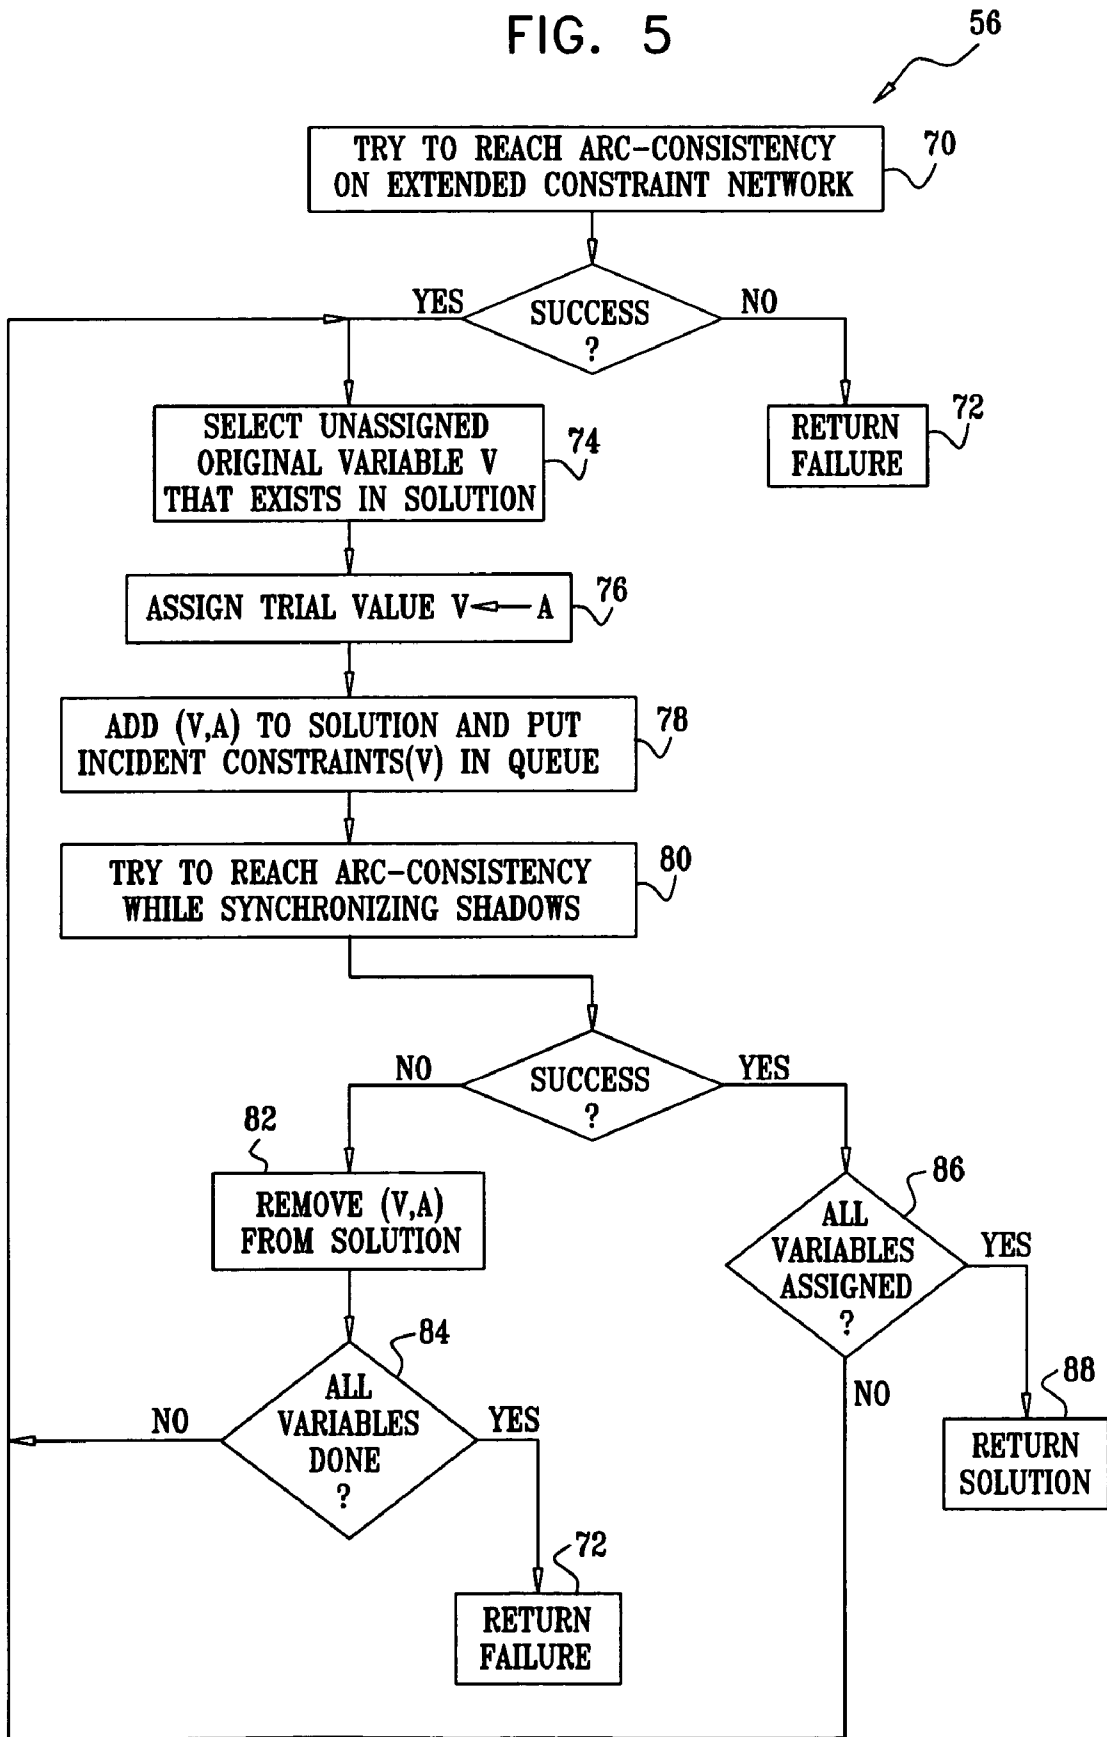 FIG. 5
56
TRY TO REACH ARC-CONSISTENCY
ON EXTENDED CONSTRAINT NETWORK
70
YES
SUCCESS
?
NO
SELECT UNASSIGNED
ORIGINAL VARIABLE V
THAT EXISTS IN SOLUTION
74
RETURN
FAILURE
72
ASSIGN TRIAL VALUE V A
76
ADD (V,A) TO SOLUTION AND PUT
INCIDENT CONSTRAINTS(V) IN QUEUE
78
TRY TO REACH ARC-CONSISTENCY
WHILE SYNCHRONIZING SHADOWS
80
NO
SUCCESS
?
YES
82
REMOVE (V,A)
FROM SOLUTION
86
ALL
VARIABLES
ASSIGNED
?
YES
NO
84
ALL
VARIABLES
DONE
?
NO
YES
88
RETURN
SOLUTION
72
RETURN
FAILURE